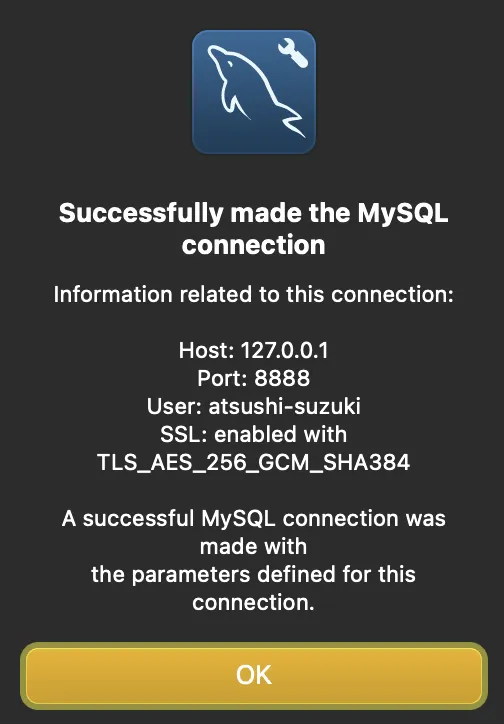 Successfully made the MySQL
connection
Information related to this connection:
Host: 127.0.0.1
Port: 8888
User: atsushi-suzuki
SSL: enabled with
TLS_AES_256_GCM_SHA384
A successful MySQL connection was
made with
the parameters defined for this
connection.
OK